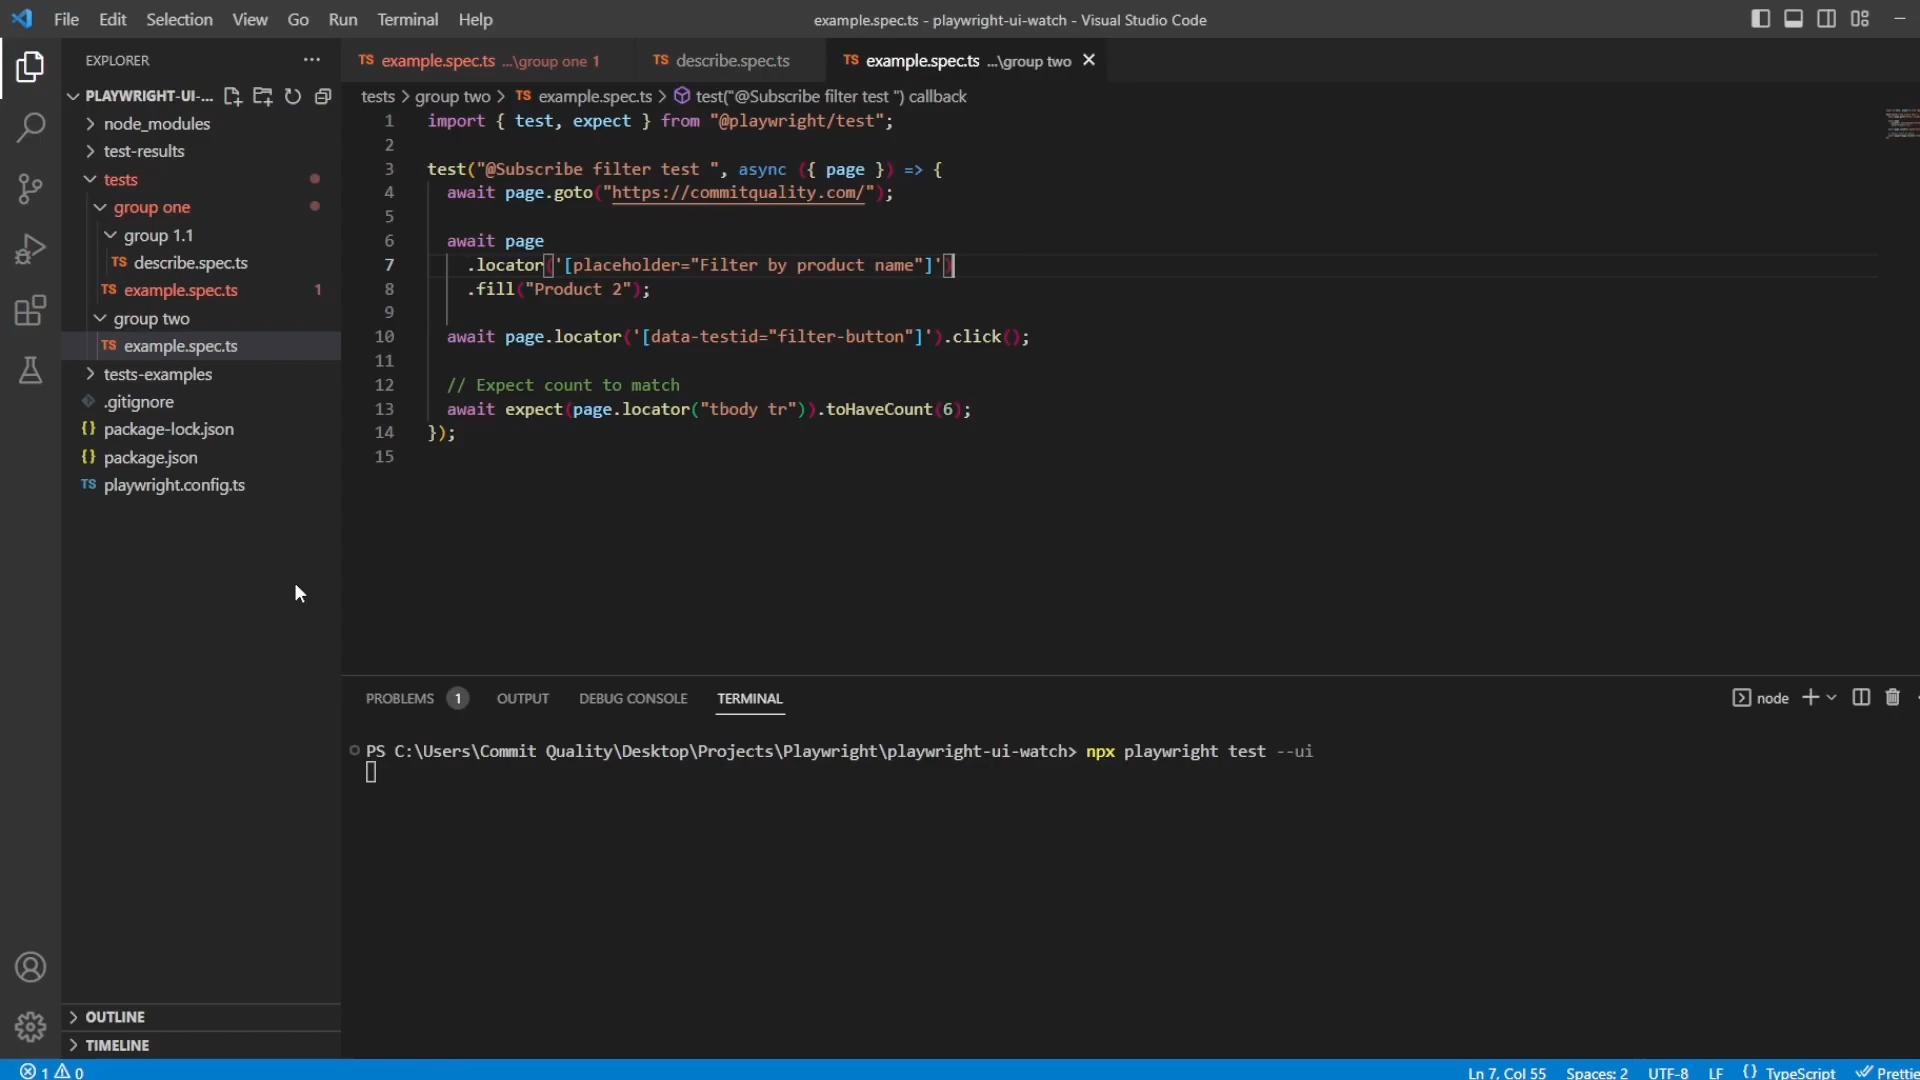 File Edit Selection View Go Run Terminal Help
example.spec.ts - playwright-ui-watch - Visual Studio Code
EXPLORER
PLAYWRIGHT-UI-...
node_modules
test-results
tests
group one
group 1.1
TS describe.spec.ts
TS example.spec.ts 1
group two
TS example.spec.ts
tests-examples
.gitignore
{} package-lock.json
{} package.json
TS playwright.config.ts
OUTLINE
TIMELINE
TS example.spec.ts ...\group one 1
TS describe.spec.ts
TS example.spec.ts ...\group two
tests > group two > TS example.spec.ts > test("@Subscribe filter test ") callback
1 import { test, expect } from "@playwright/test";
2
3 test("@Subscribe filter test ", async ({ page }) => {
4 await page.goto("https://commitquality.com/");
5
6 await page
7 .locator('[placeholder="Filter by product name"]')
8 .fill("Product 2");
9
10 await page.locator('[data-testid="filter-button"]').click();
11
12 // Expect count to match
13 await expect(page.locator("tbody tr")).toHaveCount(6);
14 });
15
PROBLEMS 1 OUTPUT DEBUG CONSOLE TERMINAL
node
PS C:\Users\Commit Quality\Desktop\Projects\Playwright\playwright-ui-watch> npx playwright test --ui
1 0
Ln 7, Col 55 Spaces: 2 UTF-8 LF {} TypeScript Prettie